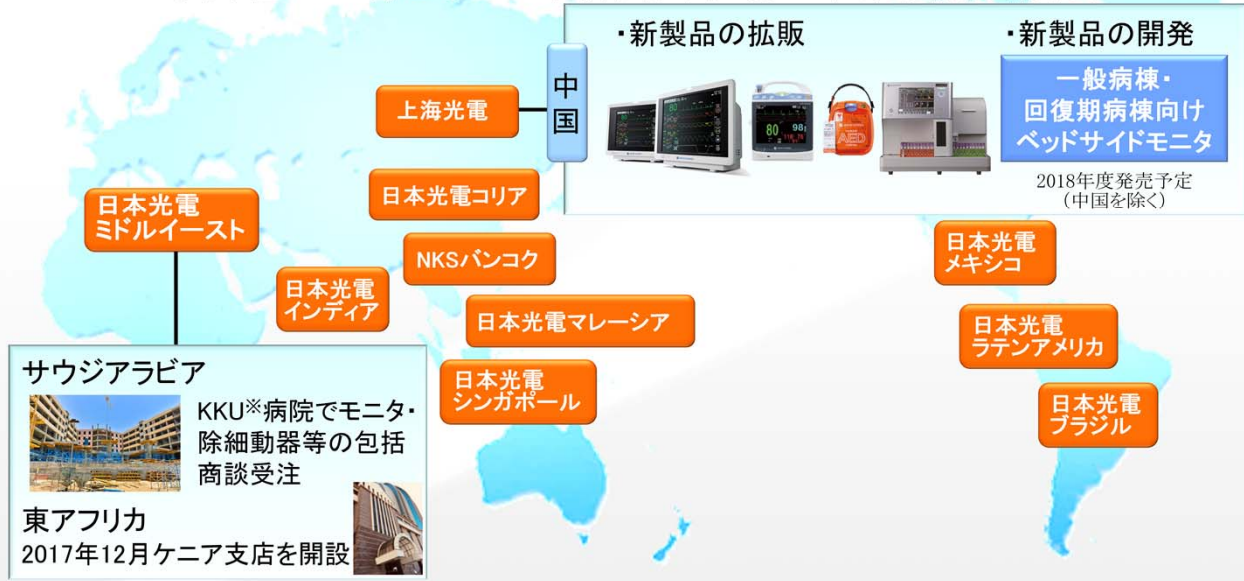 ・新製品の拡販
・新製品の開発
中国
一般病棟・
回復期病棟向け
ベッドサイドモニタ
2018年度発売予定
(中国を除く)
上海光電
日本光電コリア
日本光電
ミドルイースト
NKSバンコク
日本光電
インディア
日本光電マレーシア
日本光電
シンガポール
日本光電
メキシコ
日本光電
ラテンアメリカ
日本光電
ブラジル
サウジアラビア
KKU※病院でモニタ・
除細動器等の包括
商談受注
東アフリカ
2017年12月ケニア支店を開設
80
98
AED